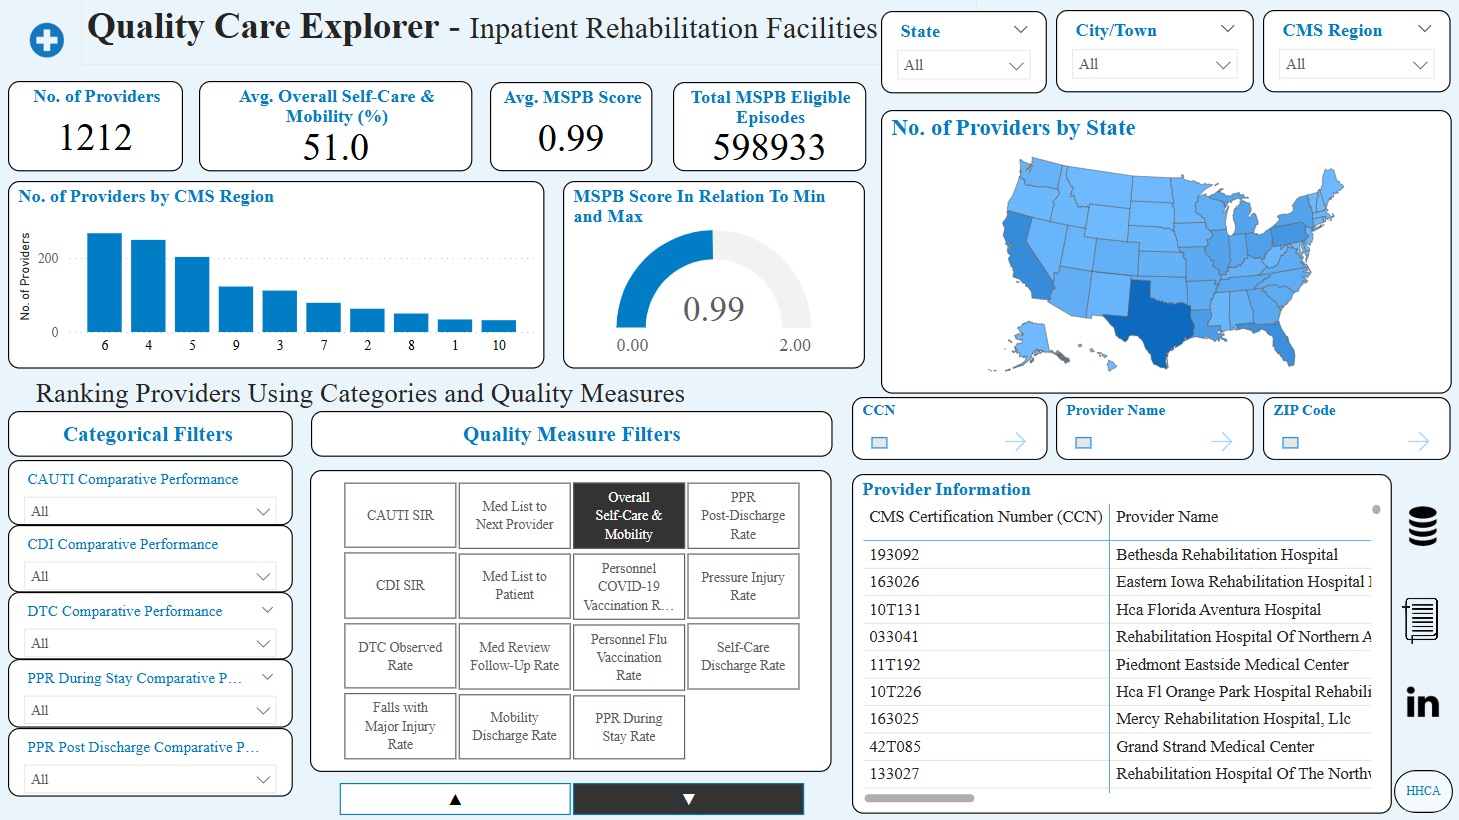 Quality Care Explorer - Inpatient Rehabilitation Facilities
State
All
City/Town
All
CMS Region
All
No. of Providers
1212
Avg. Overall Self-Care &
Mobility (%)
51.0
Avg. MSPB Score
0.99
Total MSPB Eligible
Episodes
598933
No. of Providers by CMS Region
No. of Providers
200
0
6 4 5 9 3 7 2 8 1 10
MSPB Score In Relation To Min
and Max
0.99
0.00
2.00
No. of Providers by State
Ranking Providers Using Categories and Quality Measures
Categorical Filters
CAUTI Comparative Performance
All
CDI Comparative Performance
All
DTC Comparative Performance
All
PPR During Stay Comparative P...
All
PPR Post Discharge Comparative P...
All
Quality Measure Filters
CAUTI SIR
Med List to
Next Provider
Overall
Self-Care &
Mobility
PPR
Post-Discharge
Rate
CDI SIR
Med List to
Patient
Personnel
COVID-19
Vaccination R...
Pressure Injury
Rate
DTC Observed
Rate
Med Review
Follow-Up Rate
Personnel Flu
Vaccination
Rate
Self-Care
Discharge Rate
Falls with
Major Injury
Rate
Mobility
Discharge Rate
PPR During
Stay Rate
▲
▼
CCN
Provider Name
ZIP Code
Provider Information
CMS Certification Number (CCN) Provider Name
193092 Bethesda Rehabilitation Hospital
163026 Eastern Iowa Rehabilitation Hospital
10T131 Hca Florida Aventura Hospital
033041 Rehabilitation Hospital Of Northern A
11T192 Piedmont Eastside Medical Center
10T226 Hca Fl Orange Park Hospital Rehabili
163025 Mercy Rehabilitation Hospital, Llc
42T085 Grand Strand Medical Center
133027 Rehabilitation Hospital Of The Northw
in
HHCA